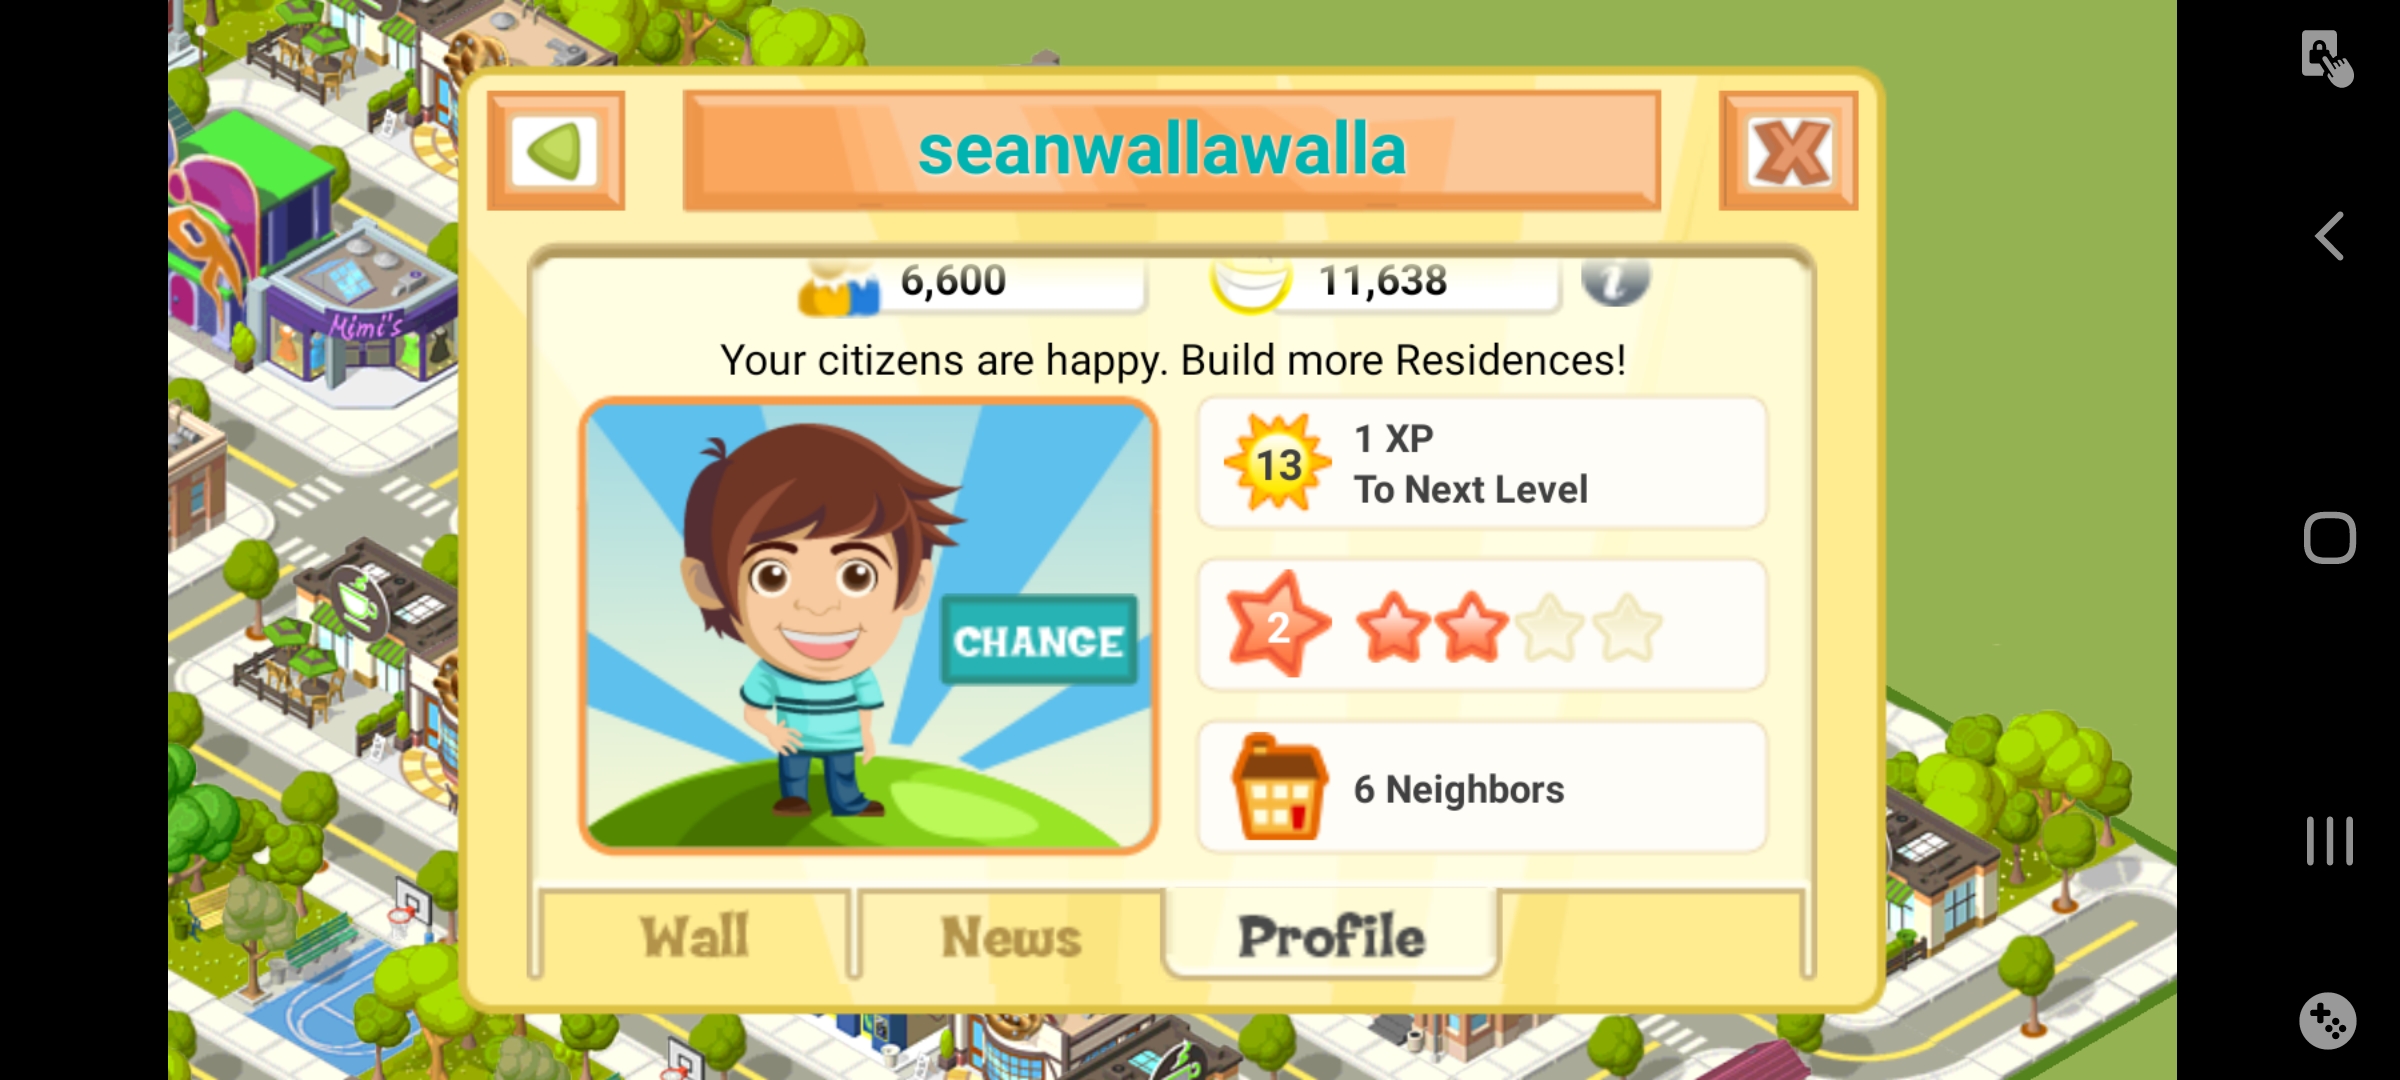 seanwallawalla
6,600
11,638
i
Your citizens are happy. Build more Residences!
13
1 XP
To Next Level
CHANGE
2
6 Neighbors
Wall
News
Profile
Mimi's